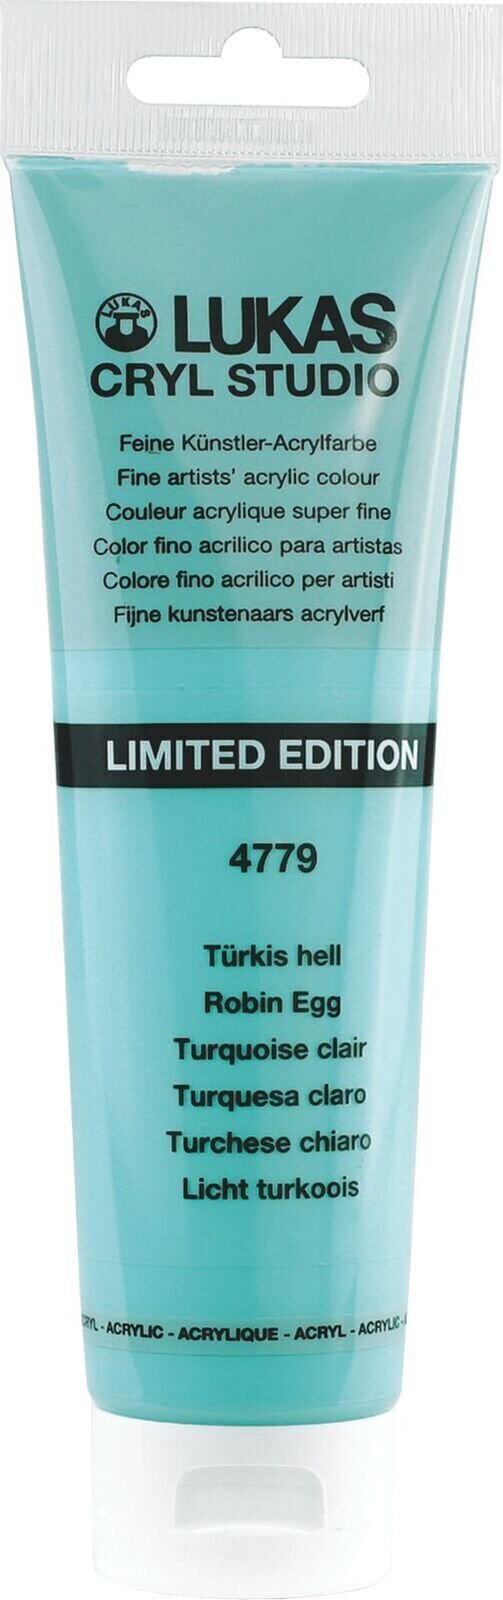 LUKAS
LUKAS
CRYL STUDIO
Feine Künstler-Acrylfarbe
Fine artists' acrylic colour
Couleur acrylique super fine
Color fino acrilico para artistas
Colore fino acrilico per artisti
Fijne kunstenaars acrylverf
LIMITED EDITION
4779
Türkis hell
Robin Egg
Turquoise clair
Turquesa claro
Turchese chiaro
Licht turkoois
CRYL - ACRYLIC - ACRYLIQUE - ACRYL - ACRYLIC -